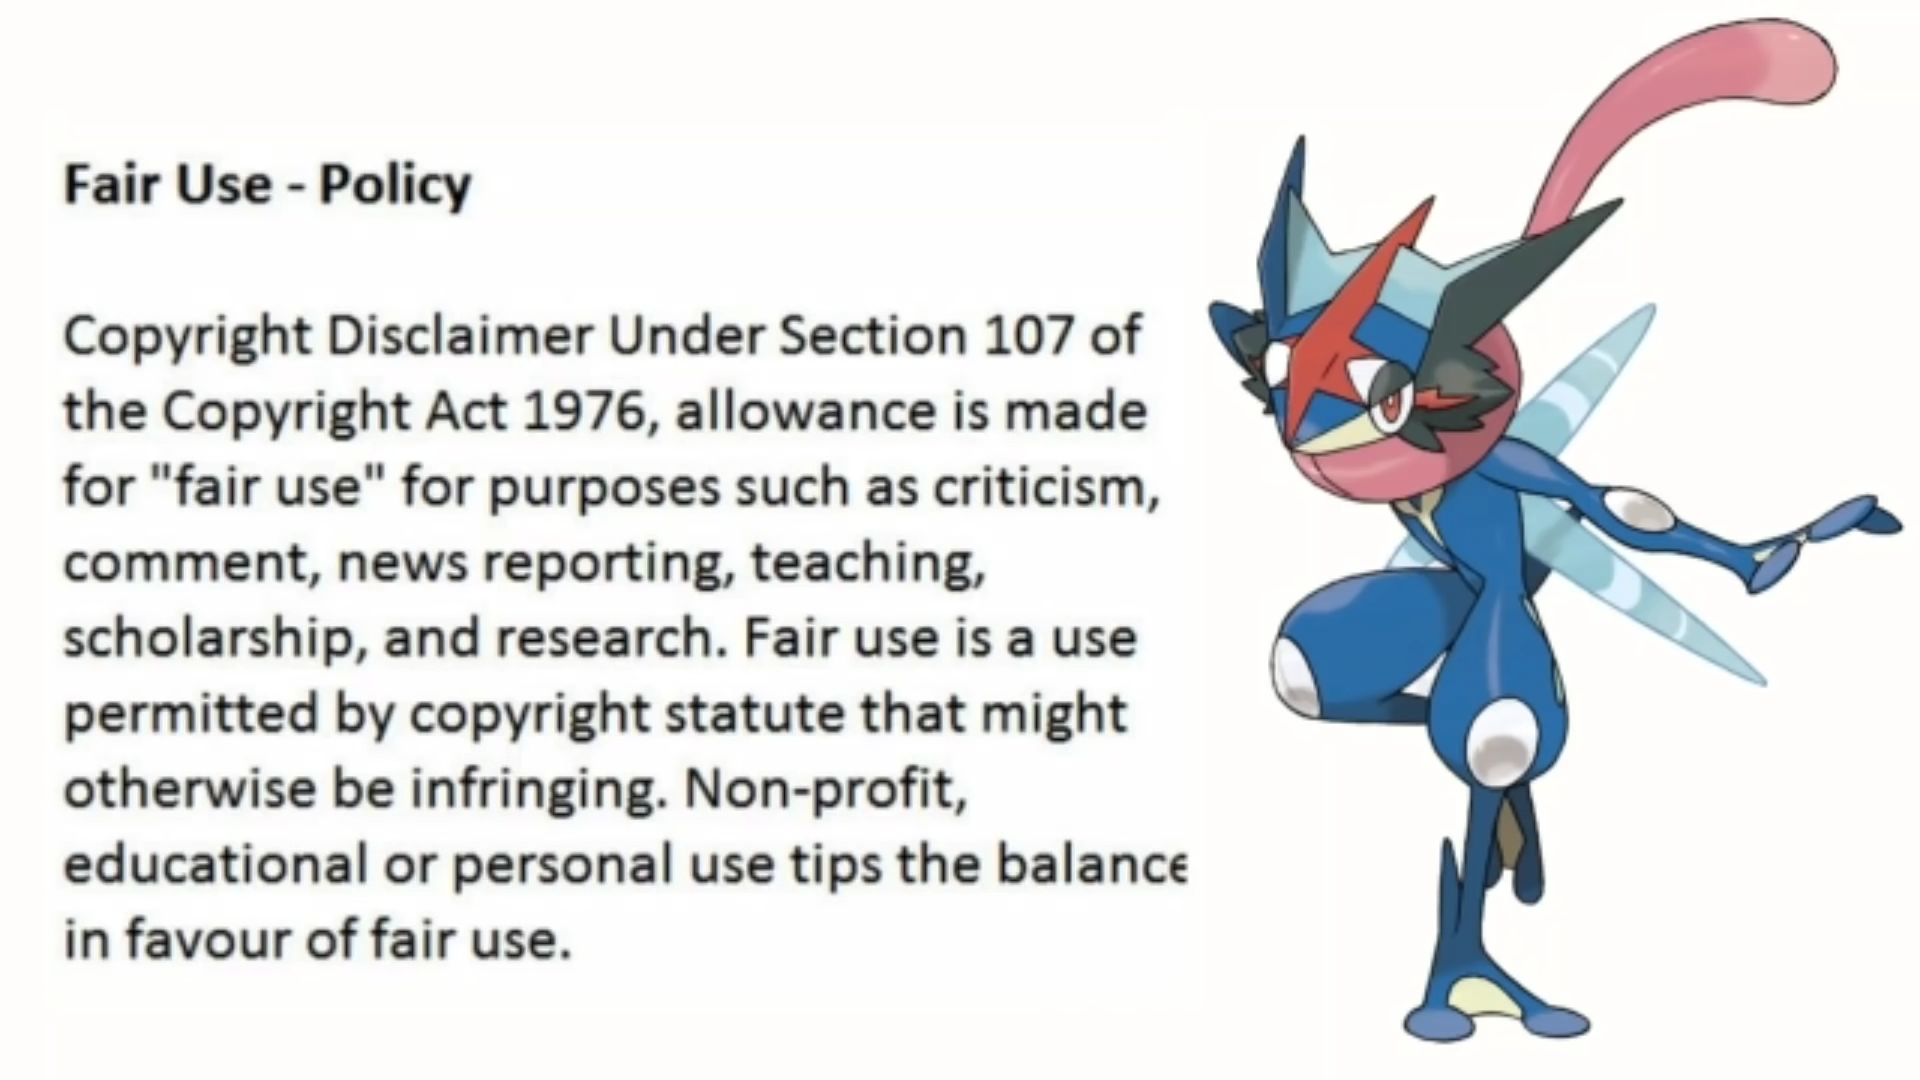 Fair Use - Policy
Copyright Disclaimer Under Section 107 of
the Copyright Act 1976, allowance is made
for "fair use" for purposes such as criticism,
comment, news reporting, teaching,
scholarship, and research. Fair use is a use
permitted by copyright statute that might
otherwise be infringing. Non-profit,
educational or personal use tips the balance
in favour of fair use.